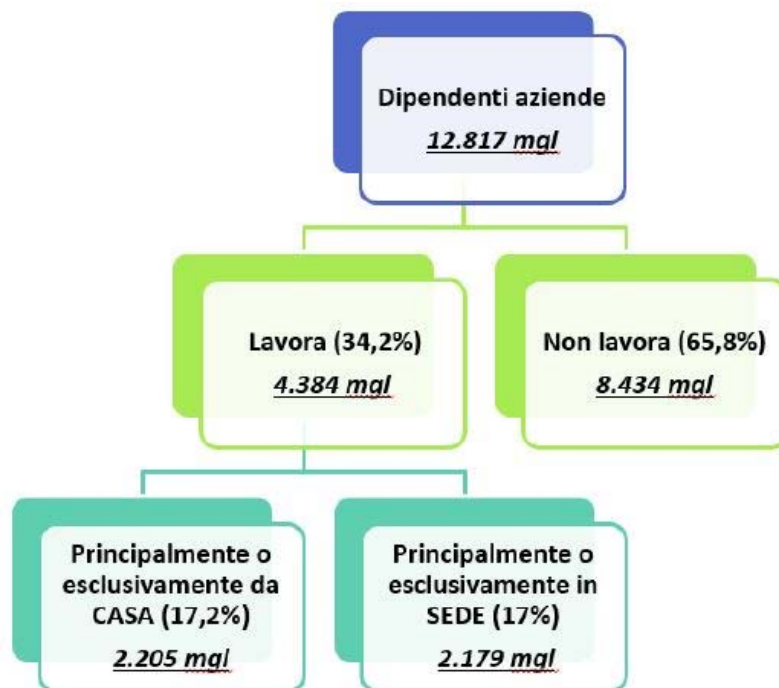 Dipendenti aziende
12.817 mgl
Lavora (34,2%)
4.384 mgl
Non lavora (65,8%)
8.434 mgl
Principalmente o
esclusivamente da
CASA (17,2%)
2.205 mgl
Principalmente o
esclusivamente in
SEDE (17%)
2.179 mgl